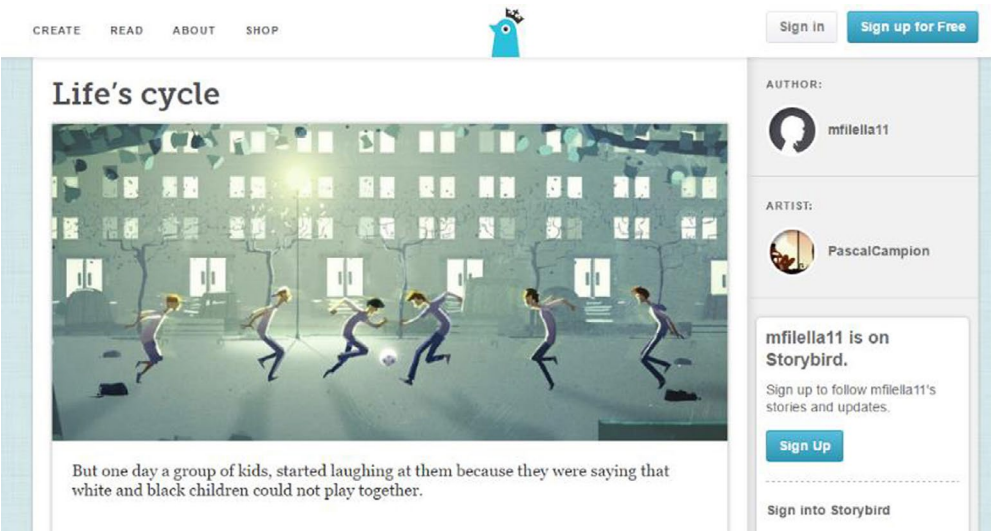 CREATE READ ABOUT SHOP
Sign in Sign up for Free
Life's cycle
But one day a group of kids, started laughing at them because they were saying that
white and black children could not play together.
AUTHOR:
mfilella11
ARTIST:
PascalCampion
mfilella11 is on
Storybird.
Sign up to follow mfilella11's
stories and updates.
Sign Up
Sign into Storybird